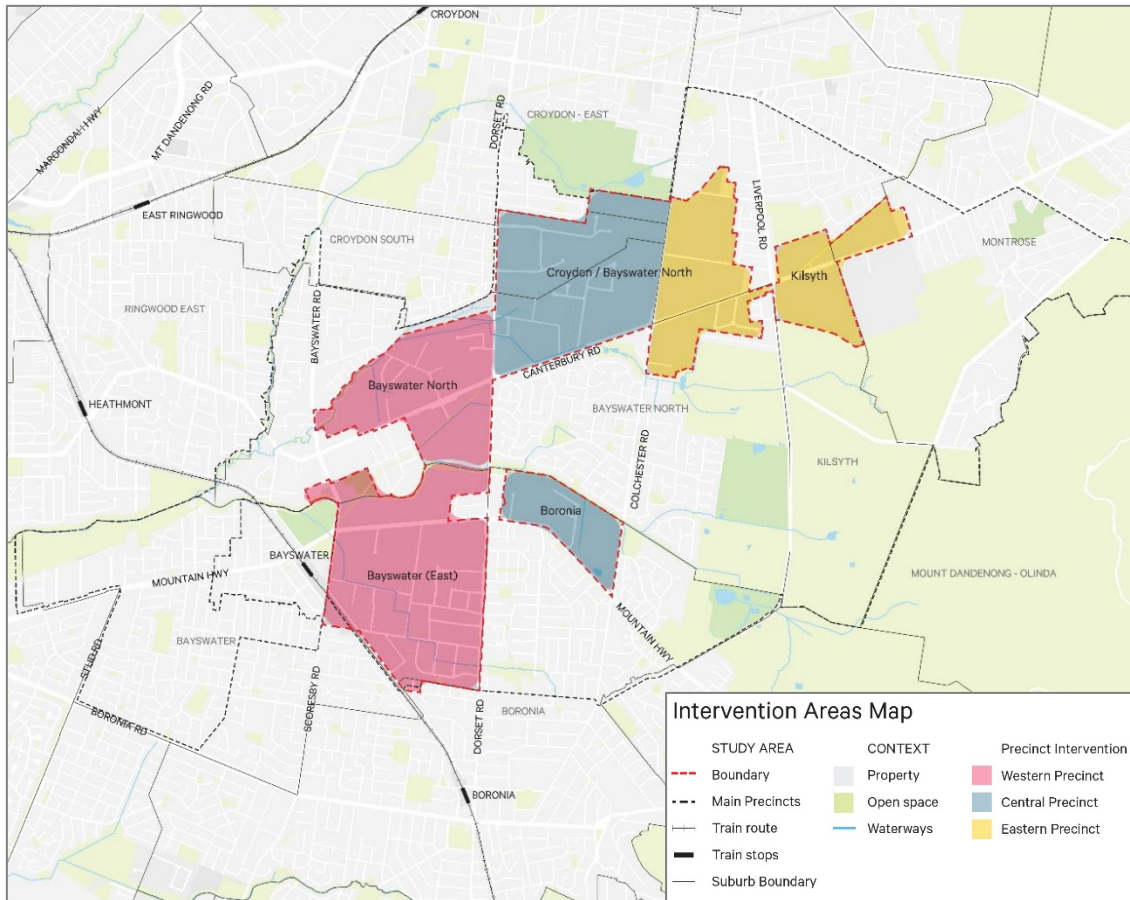 CROYDON
MAROONDAH HWY
MT DANDENONG RD
DORSET RD
CROYDON - EAST
EAST RINGWOOD
CROYDON SOUTH
LIVERPOOL RD
MONTROSE
Croydon / Bayswater North
Kilsyth
RINGWOOD EAST
BAYSWATER RD
CANTERBURY RD
Bayswater North
HEATHMONT
BAYSWATER NORTH
COLCHESTER RD
KILSYTH
Boronia
BAYSWATER
Bayswater (East)
MOUNTAIN HWY
MOUNT DANDENONG - OLINDA
BAYSWATER
MOUNTAIN HWY
STUD RD
SCORESBY RD
BORONIA RD
DORSET RD
BORONIA
BORONIA
Intervention Areas Map
STUDY AREA
Boundary
Main Precincts
Train route
Train stops
Suburb Boundary
CONTEXT
Property
Open space
Waterways
Precinct Intervention
Western Precinct
Central Precinct
Eastern Precinct